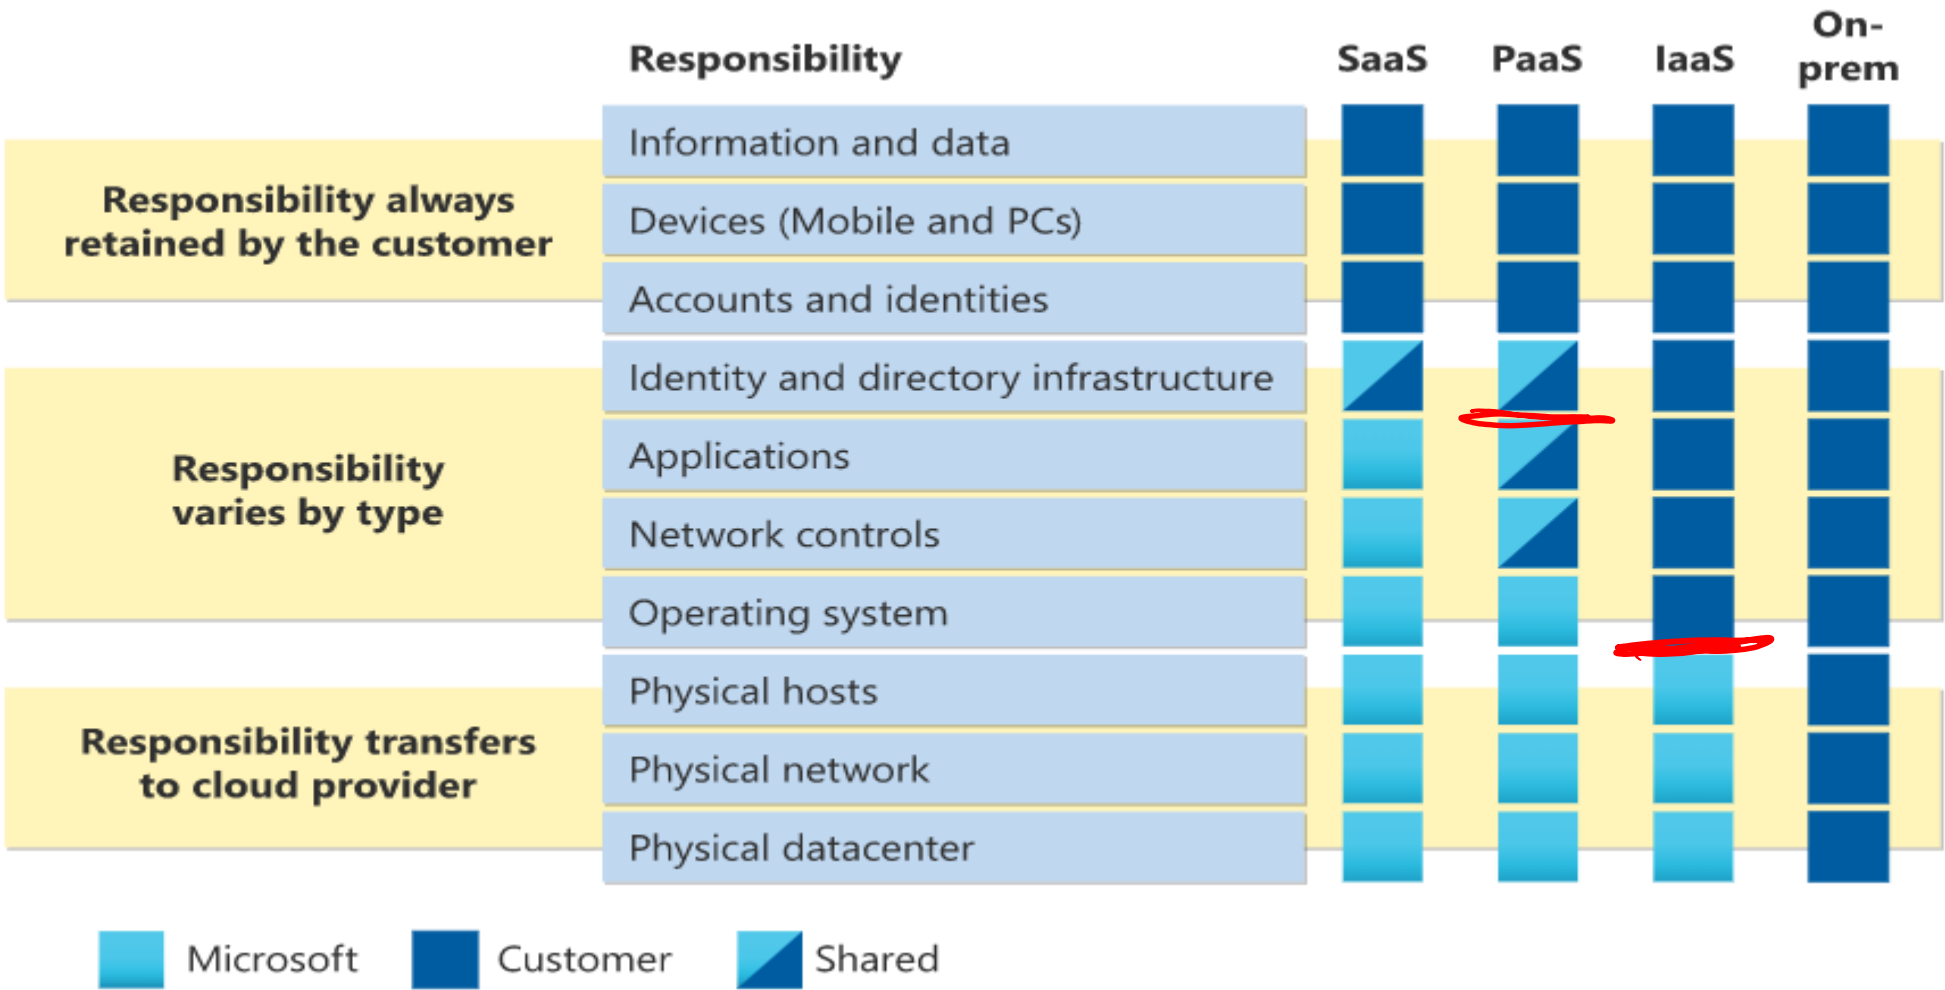 Responsibility SaaS PaaS IaaS On-
prem
Information and data
Responsibility always
retained by the customer
Devices (Mobile and PCs)
Accounts and identities
Identity and directory infrastructure
Responsibility
varies by type
Applications
Network controls
Operating system
Physical hosts
Responsibility transfers
to cloud provider
Physical network
Physical datacenter
Microsoft Customer Shared